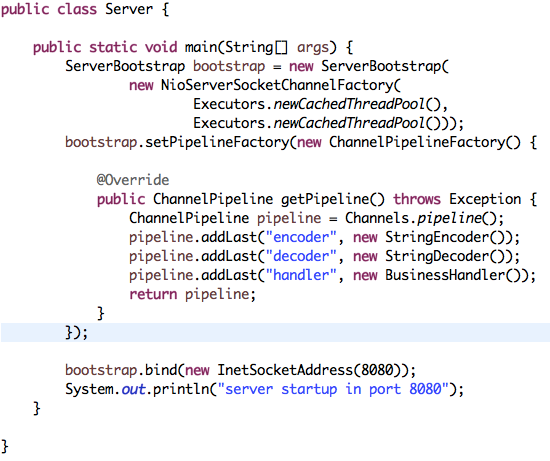 public class Server {
public static void main(String[] args) {
ServerBootstrap bootstrap = new ServerBootstrap(
new NioServerSocketChannelFactory(
Executors.newCachedThreadPool(),
Executors.newCachedThreadPool()));
bootstrap.setPipelineFactory(new ChannelPipelineFactory() {
@Override
public ChannelPipeline getPipeline() throws Exception {
ChannelPipeline pipeline = Channels.pipeline();
pipeline.addLast("encoder", new StringEncoder());
pipeline.addLast("decoder", new StringDecoder());
pipeline.addLast("handler", new BusinessHandler());
return pipeline;
}
});
bootstrap.bind(new InetSocketAddress(8080));
System.out.println("server startup in port 8080");
}
}